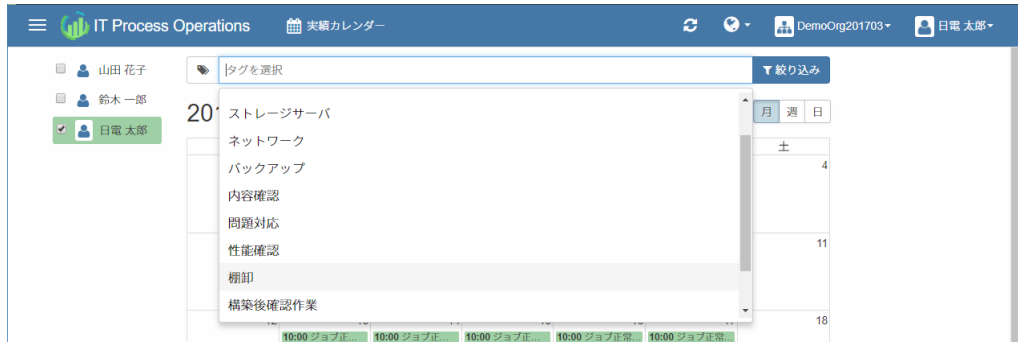 IT Process Operations 実績カレンダー DemoOrg201703 日電 太郎
山田 花子
鈴木 一郎
日電 太郎
タグを選択 絞り込み
201 月 週 日
ストレージサーバ
ネットワーク
バックアップ
内容確認
問題対応
性能確認
棚卸
構築後確認作業
土
4
11
18
10:00 ジョブ正... 10:00 ジョブ正... 10:00 ジョブ正... 10:00 ジョブ正常... 10:00 ジョブ正常...